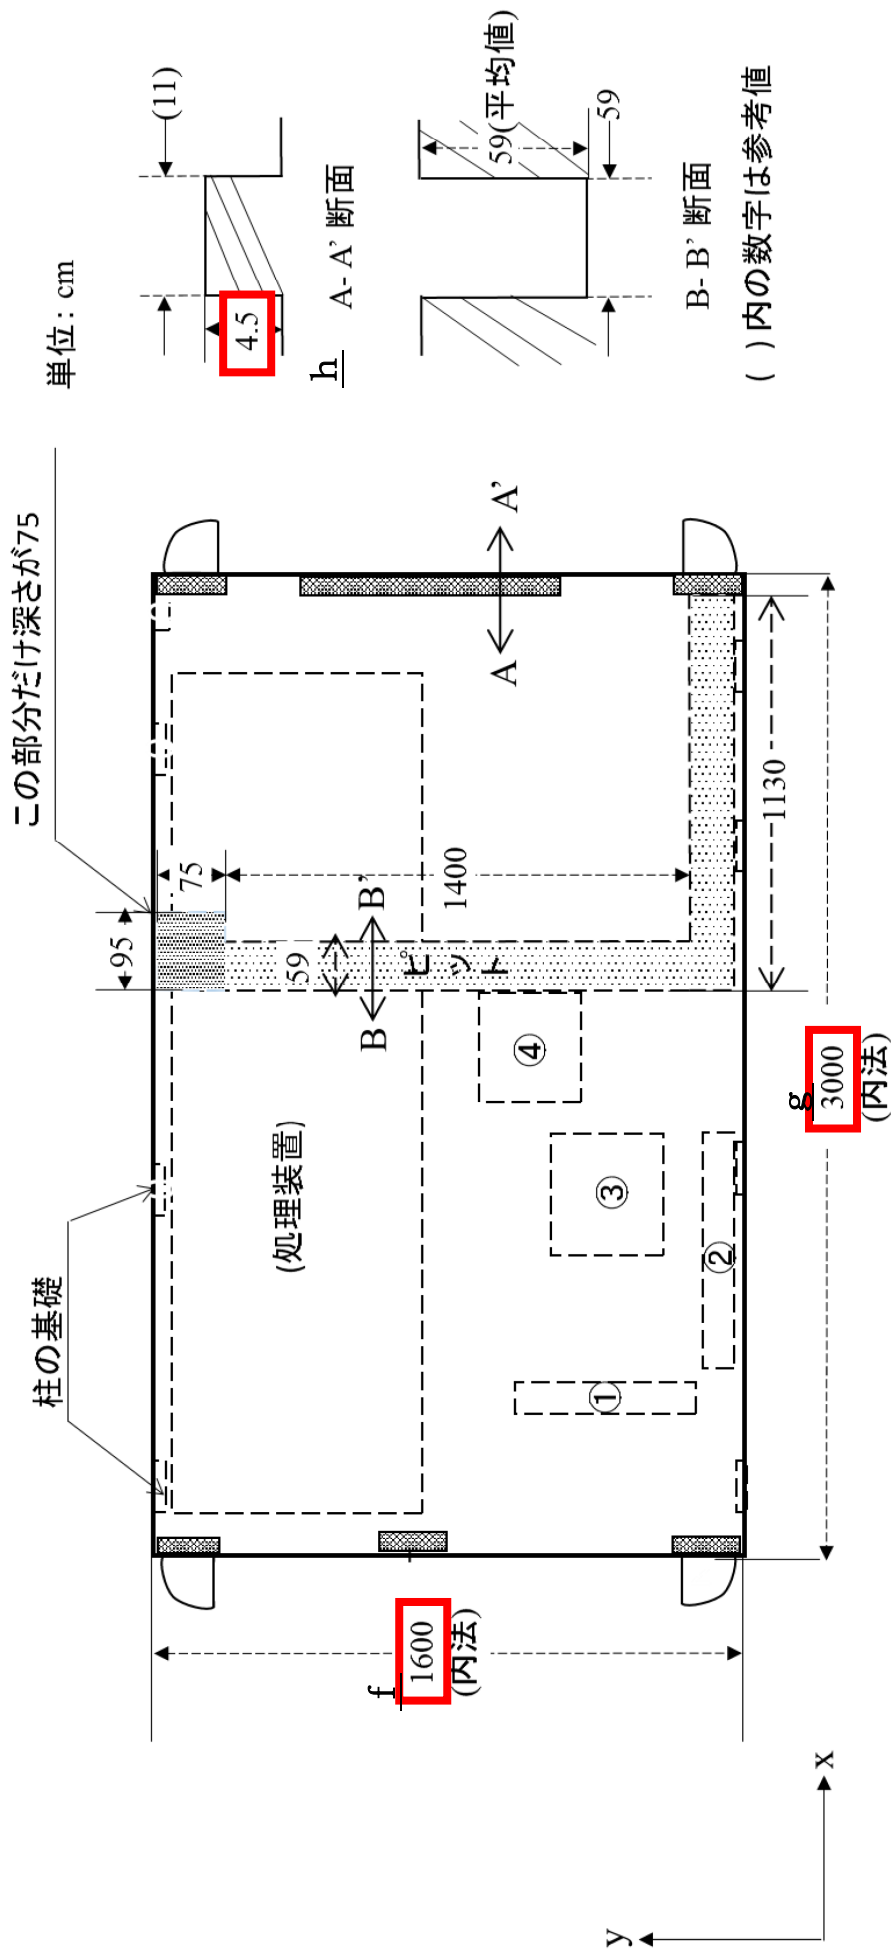 単位: cm
この部分だけ深さが75
柱の基礎
95
75
59
B
B'
1400
ピット
(処理装置)
①
②
③
④
A
A'
1130
f
1600
(内法)
g
3000
(内法)
y
x
(11)
4.5
h
A- A' 断面
59(平均値)
59
B- B' 断面
( ) 内の数字は参考値